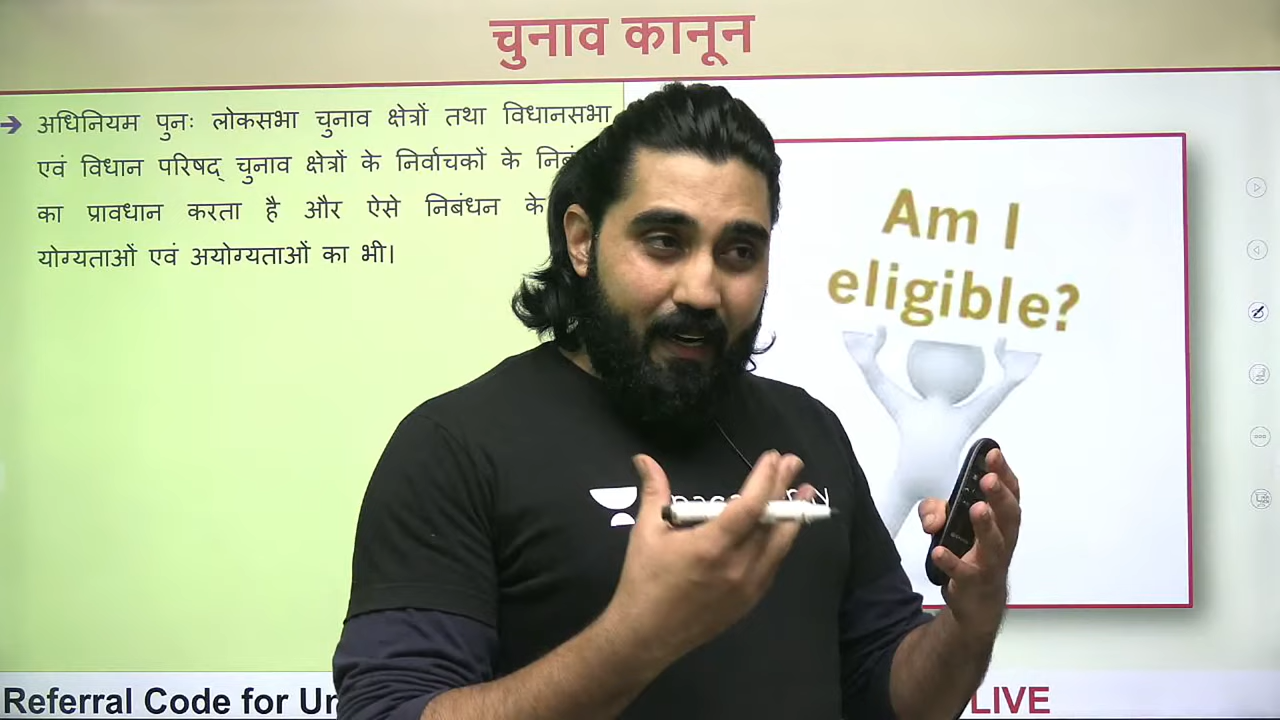 चुनाव कानून
अधिनियम पुनः लोकसभा चुनाव क्षेत्रों तथा विधानसभा
एवं विधान परिषद् चुनाव क्षेत्रों के निर्वाचकों के
का प्रावधान करता है और ऐसे निबंधन के
योग्यताओं एवं अयोग्यताओं का भी।
Am I
eligible?
Referral Code for
LIVE